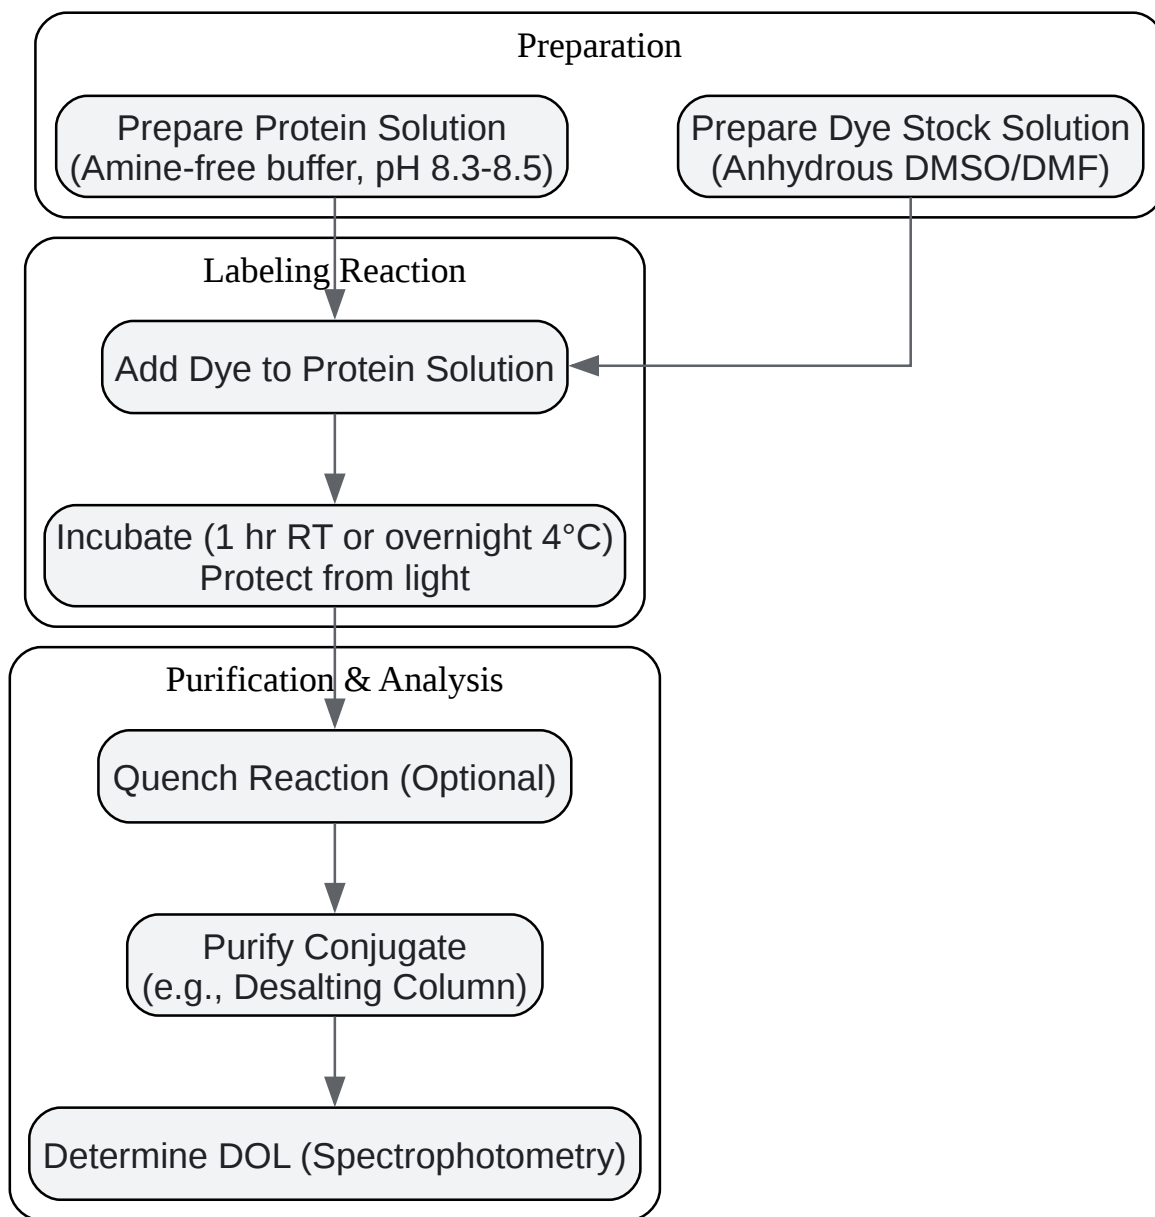 Preparation
Prepare Protein Solution
(Amine-free buffer, pH 8.3-8.5)
Prepare Dye Stock Solution
(Anhydrous DMSO/DMF)
Labeling Reaction
Add Dye to Protein Solution
Incubate (1 hr RT or overnight 4°C)
Protect from light
Purification & Analysis
Quench Reaction (Optional)
Purify Conjugate
(e.g., Desalting Column)
Determine DOL (Spectrophotometry)